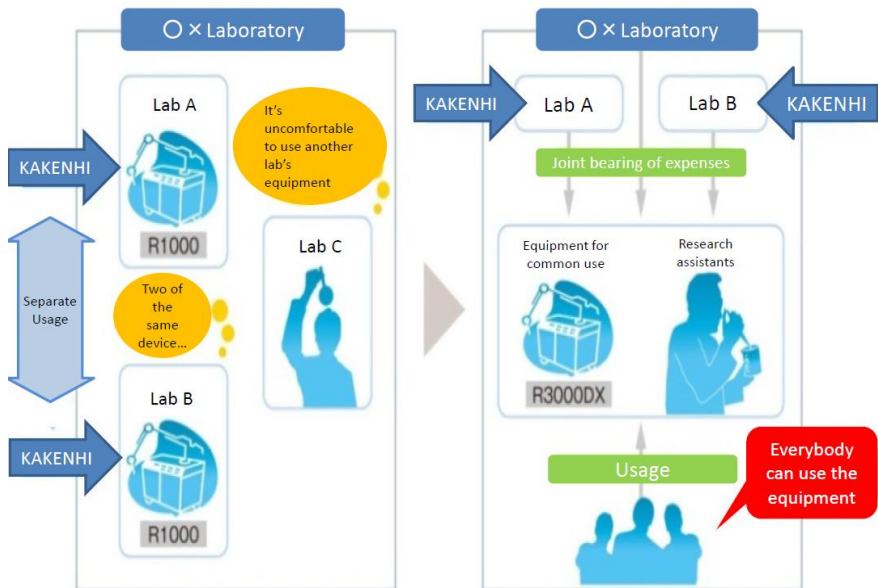 ○×Laboratory
Lab A
KAKENHI
R1000
It's
uncomfortable
to use another
lab's
equipment
Separate
Usage
Two of
the
same
device...
Lab C
Lab B
KAKENHI
R1000
○×Laboratory
KAKENHI
Lab A
Lab B
KAKENHI
Joint bearing of expenses
Equipment for
common use
R3000DX
Research
assistants
Usage
Everybody
can use the
equipment